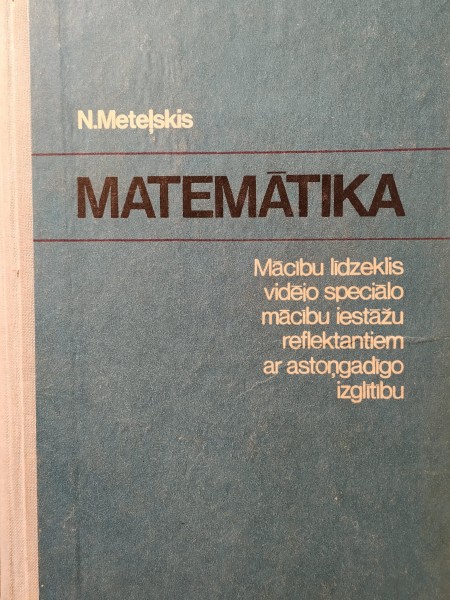 N.Meteļskis
MATEMĀTIKA
Mācību līdzeklis
vidējo speciālo
mācību iestāžu
reflektantiem
ar astoņgadīgo
izglītību